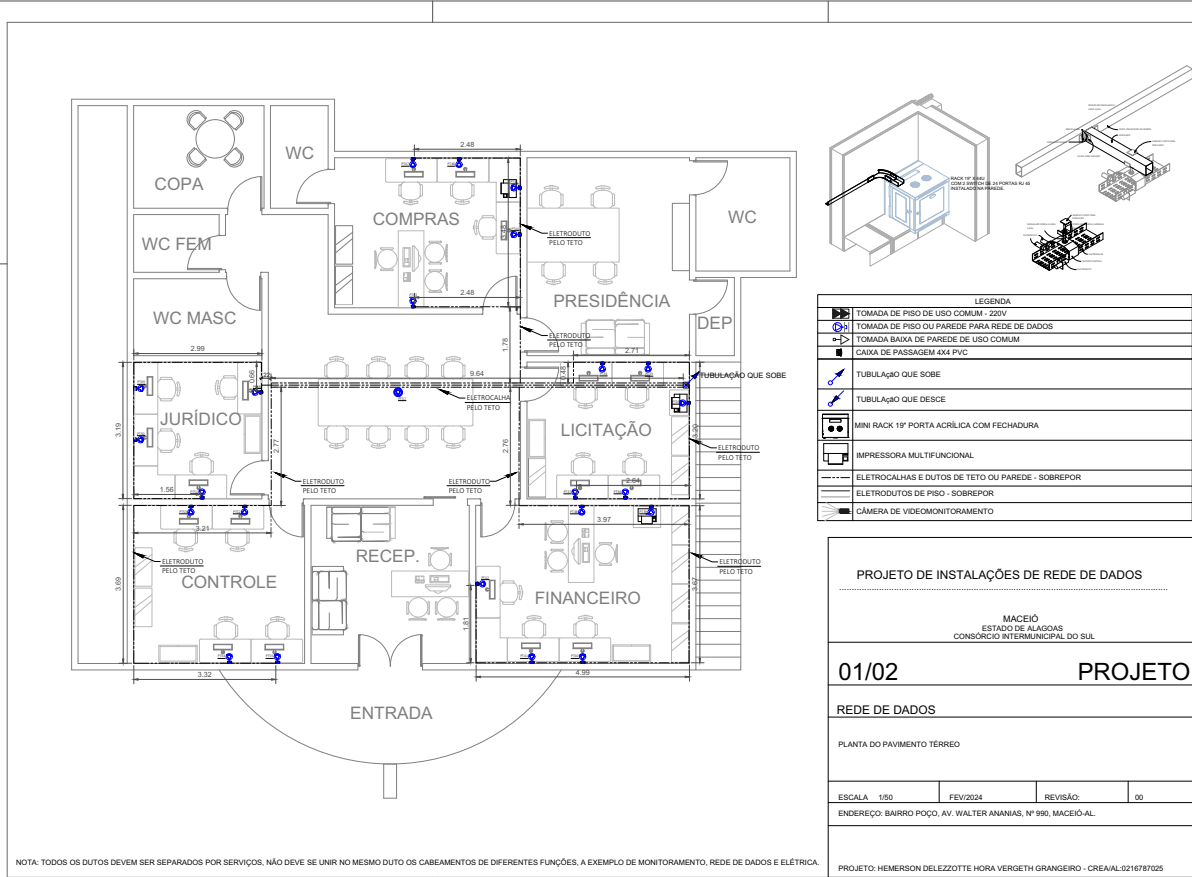 COPA
WC
WC FEM
WC MASC
COMPRAS
PRESIDÊNCIA
WC
DEP
JURÍDICO
LICITAÇÃO
CONTROLE
RECEP.
FINANCEIRO
ENTRADA
2.48
ELETRODUTO
PELO TETO
2.48
ELETRODUTO
PELO TETO
1.78
2.71
2.99
9.64
TUBULAÇÃO QUE SOBE
ELETROCALHA
PELO TETO
3.19
2.77
2.76
ELETRODUTO
PELO TETO
ELETRODUTO
PELO TETO
ELETRODUTO
PELO TETO
1.56
2.64
3.21
3.97
ELETRODUTO
PELO TETO
ELETRODUTO
PELO TETO
3.69
3.67
1.81
3.32
4.99
RACK 19" X 44U
COM 2 SWITCH DE 24 PORTAS RJ 45
INSTALADO NA PAREDE.
LEGENDA
TOMADA DE PISO DE USO COMUM - 220V
TOMADA DE PISO OU PAREDE PARA REDE DE DADOS
TOMADA BAIXA DE PAREDE DE USO COMUM
CAIXA DE PASSAGEM 4X4 PVC
TUBULAçãO QUE SOBE
TUBULAçãO QUE DESCE
MINI RACK 19" PORTA ACRÍLICA COM FECHADURA
IMPRESSORA MULTIFUNCIONAL
ELETROCALHAS E DUTOS DE TETO OU PAREDE - SOBREPOR
ELETRODUTOS DE PISO - SOBREPOR
CÂMERA DE VIDEOMONITORAMENTO
PROJETO DE INSTALAÇÕES DE REDE DE DADOS
MACEIÓ
ESTADO DE ALAGOAS
CONSÓRCIO INTERMUNICIPAL DO SUL
01/02 PROJETO
REDE DE DADOS
PLANTA DO PAVIMENTO TÉRREO
ESCALA 1/50 FEV/2024 REVISÃO: 00
ENDEREÇO: BAIRRO POÇO, AV. WALTER ANANIAS, Nº 990, MACEIÓ-AL.
PROJETO: HEMERSON DELEZZOTTE HORA VERGETH GRANGEIRO - CREA/AL:0216787025
NOTA: TODOS OS DUTOS DEVEM SER SEPARADOS POR SERVIÇOS, NÃO DEVE SE UNIR NO MESMO DUTO OS CABEAMENTOS DE DIFERENTES FUNÇÕES, A EXEMPLO DE MONITORAMENTO, REDE DE DADOS E ELÉTRICA.